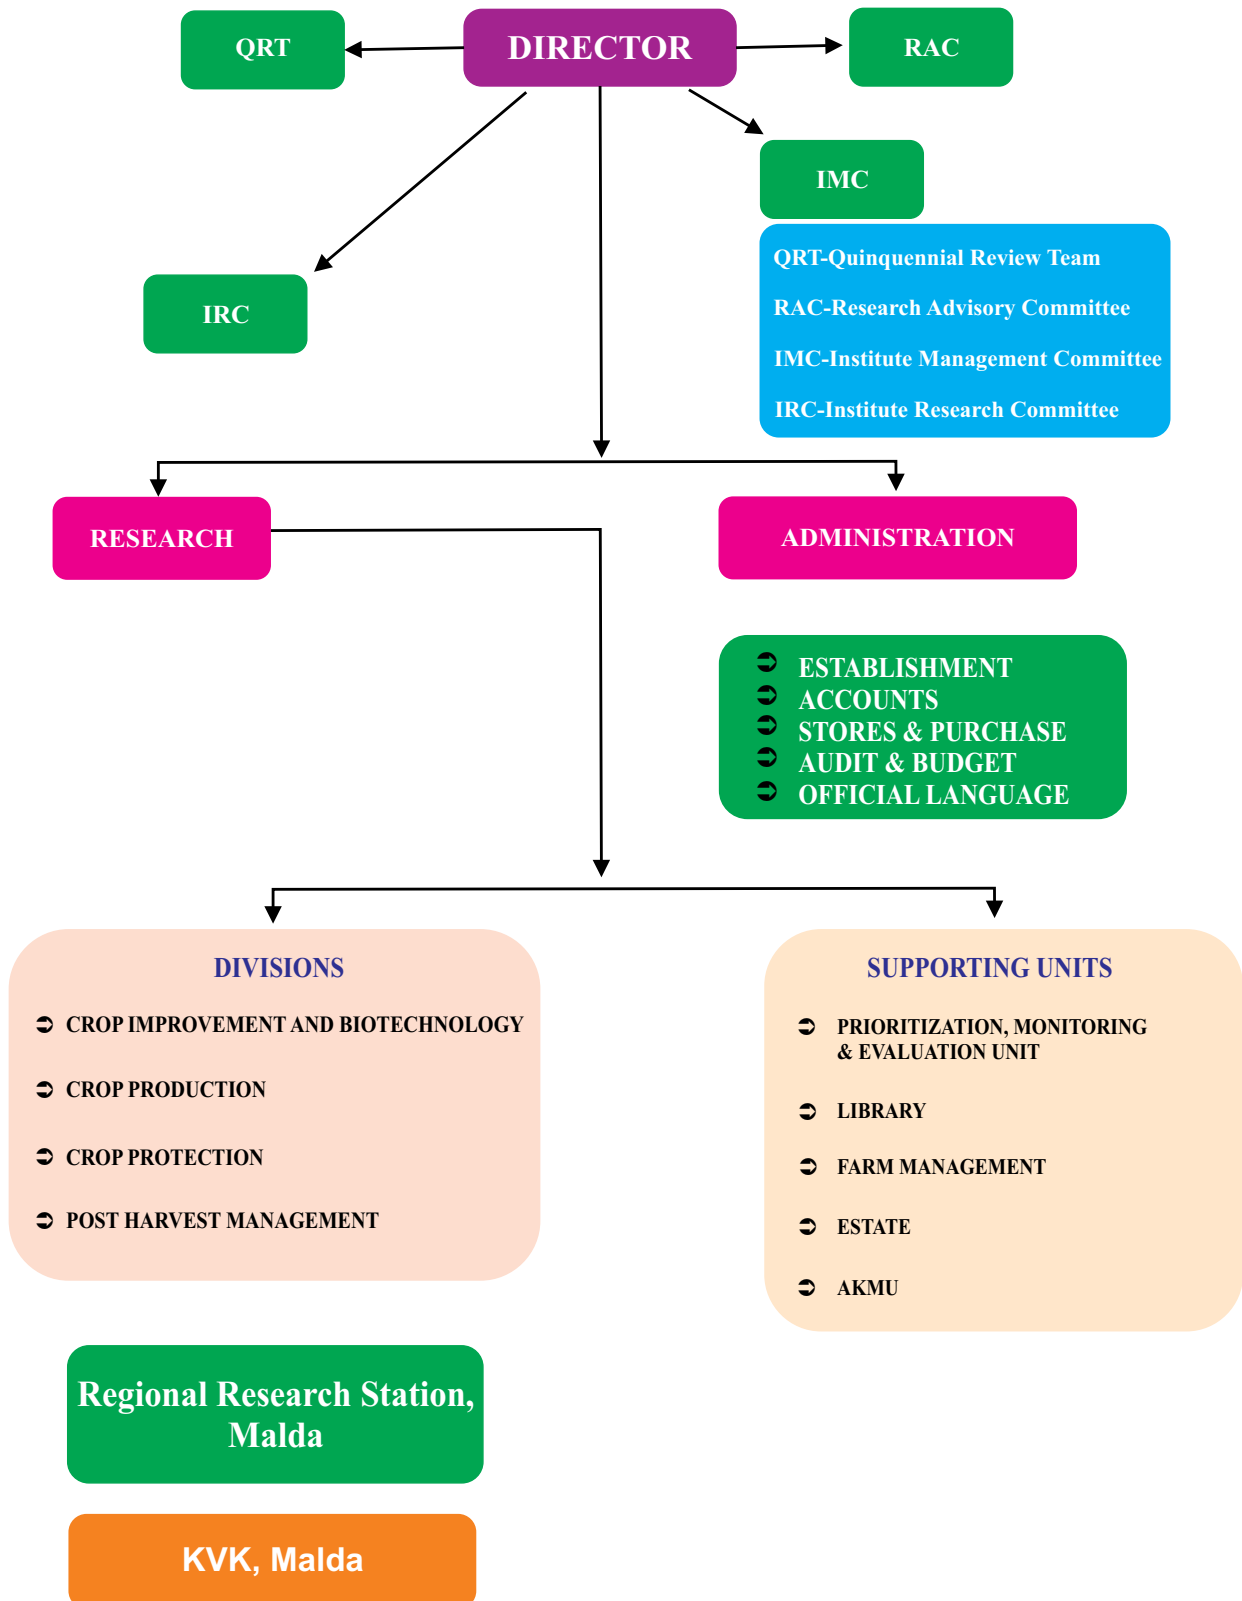 QRT
DIRECTOR
RAC
IMC
QRT-Quinquennial Review Team
RAC-Research Advisory Committee
IMC-Institute Management Committee
IRC-Institute Research Committee
IRC
RESEARCH
ADMINISTRATION
ESTABLISHMENT
ACCOUNTS
STORES & PURCHASE
AUDIT & BUDGET
OFFICIAL LANGUAGE
DIVISIONS
CROP IMPROVEMENT AND BIOTECHNOLOGY
CROP PRODUCTION
CROP PROTECTION
POST HARVEST MANAGEMENT
SUPPORTING UNITS
PRIORITIZATION, MONITORING
& EVALUATION UNIT
LIBRARY
FARM MANAGEMENT
ESTATE
AKMU
Regional Research Station,
Malda
KVK, Malda